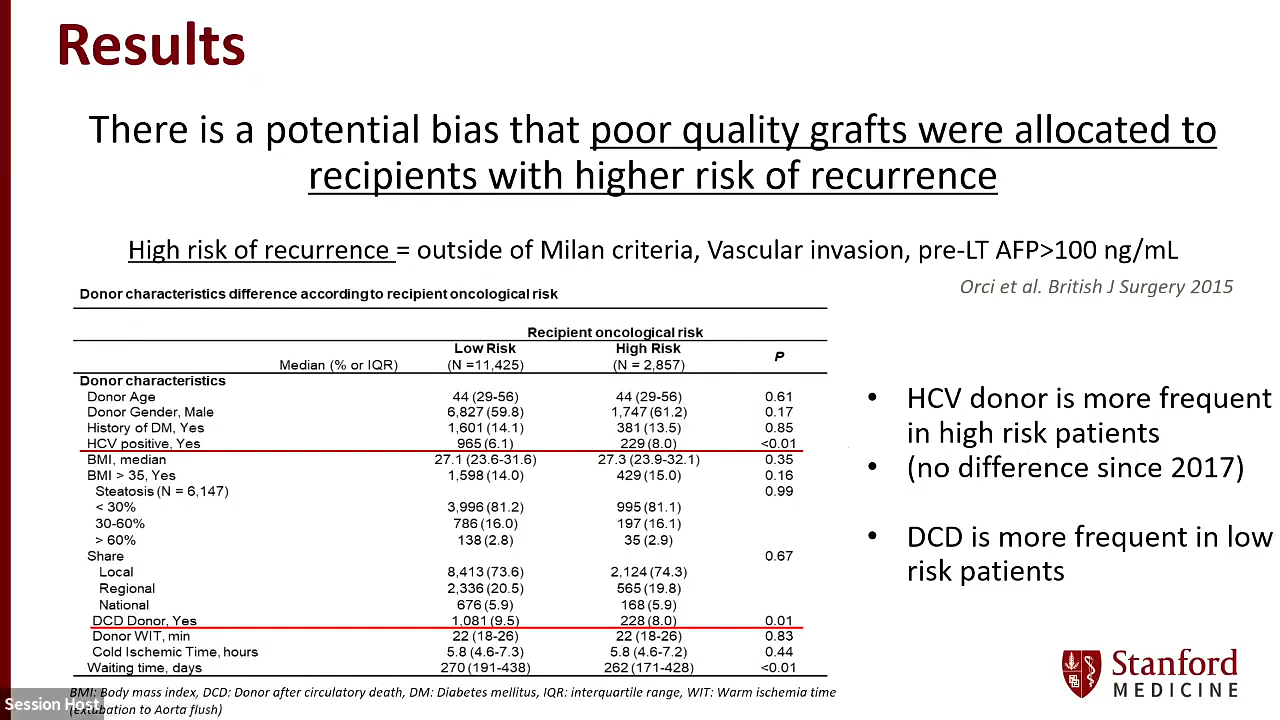 Results
There is a potential bias that poor quality grafts were allocated to
recipients with higher risk of recurrence
High risk of recurrence = outside of Milan criteria, Vascular invasion, pre-LT AFP>100 ng/mL
Orci et al. British J Surgery 2015
Donor characteristics difference according to recipient oncological risk
Recipient oncological risk
Low Risk High Risk P
Median (% or IQR) (N =11,425) (N = 2,857)
Donor characteristics
Donor Age 44 (29-56) 44 (29-56) 0.61
Donor Gender, Male 6,827 (59.8) 1,747 (61.2) 0.17
History of DM, Yes 1,601 (14.1) 381 (13.5) 0.85
HCV positive, Yes 965 (6.1) 229 (8.0) <0.01
BMI, median 27.1 (23.6-31.6) 27.3 (23.9-32.1) 0.35
BMI > 35, Yes 1,598 (14.0) 429 (15.0) 0.16
Steatosis (N = 6,147) 0.99
< 30% 3,996 (81.2) 995 (81.1)
30-60% 786 (16.0) 197 (16.1)
> 60% 138 (2.8) 35 (2.9)
Share 0.67
Local 8,413 (73.6) 2,124 (74.3)
Regional 2,336 (20.5) 565 (19.8)
National 676 (5.9) 168 (5.9)
DCD Donor, Yes 1,081 (9.5) 228 (8.0) 0.01
Donor WIT, min 22 (18-26) 22 (18-26) 0.83
Cold Ischemic Time, hours 5.8 (4.6-7.3) 5.8 (4.6-7.2) 0.44
Waiting time, days 270 (191-438) 262 (171-428) <0.01
BMI: Body mass index, DCD: Donor after circulatory death, DM: Diabetes mellitus, IQR: interquartile range, WIT: Warm ischemia time
(extubation to Aorta flush)
• HCV donor is more frequent
in high risk patients
• (no difference since 2017)
• DCD is more frequent in low
risk patients
Stanford
MEDICINE
Session Host